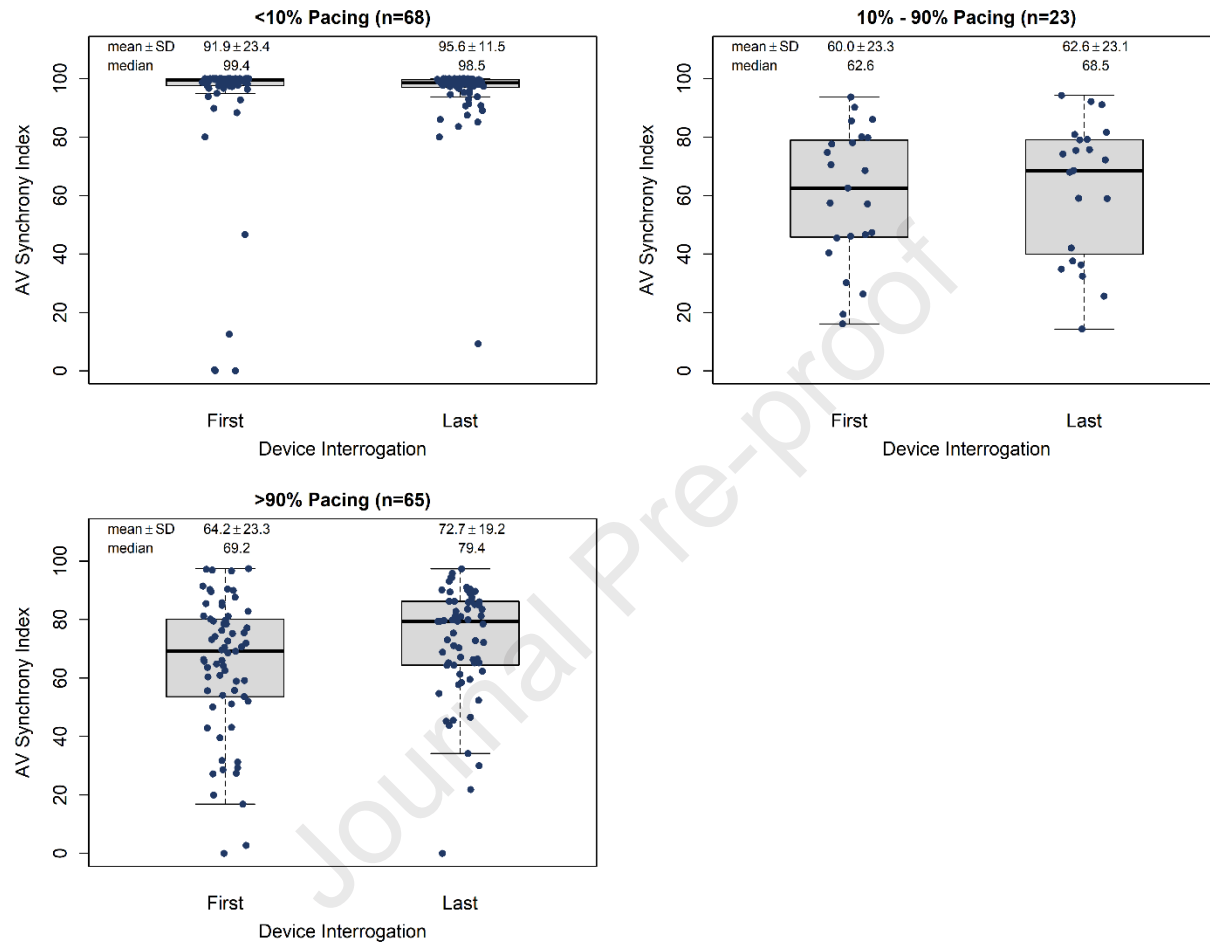 <10% Pacing (n=68)
mean ± SD 91.9 ± 23.4 95.6 ± 11.5
median 99.4 98.5
AV Synchrony Index
100
80
60
40
20
0
First Last
Device Interrogation
10% - 90% Pacing (n=23)
mean ± SD 60.0 ± 23.3 62.6 ± 23.1
median 62.6 68.5
AV Synchrony Index
100
80
60
40
20
0
First Last
Device Interrogation
>90% Pacing (n=65)
mean ± SD 64.2 ± 23.3 72.7 ± 19.2
median 69.2 79.4
AV Synchrony Index
100
80
60
40
20
0
First Last
Device Interrogation
Journal Pre-proof